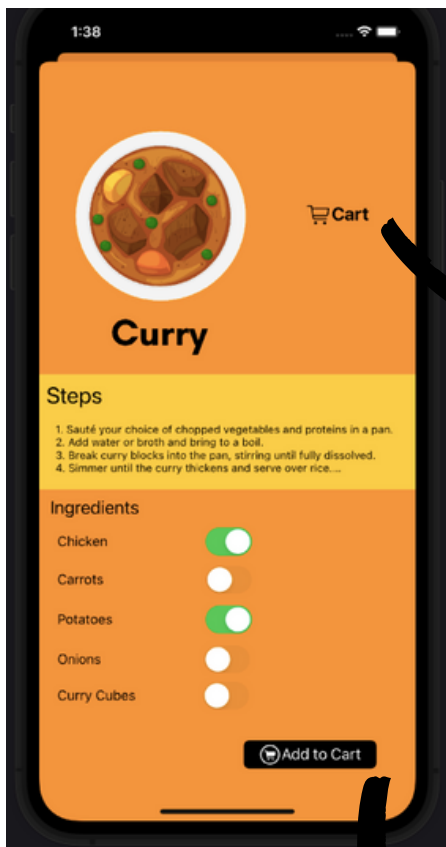 1:38
Cart
Curry
Steps
1. Sauté your choice of chopped vegetables and proteins in a pan.
2. Add water or broth and bring to a boil.
3. Break curry blocks into the pan, stirring until fully dissolved.
4. Simmer until the curry thickens and serve over rice....
Ingredients
Chicken
Carrots
Potatoes
Onions
Curry Cubes
Add to Cart